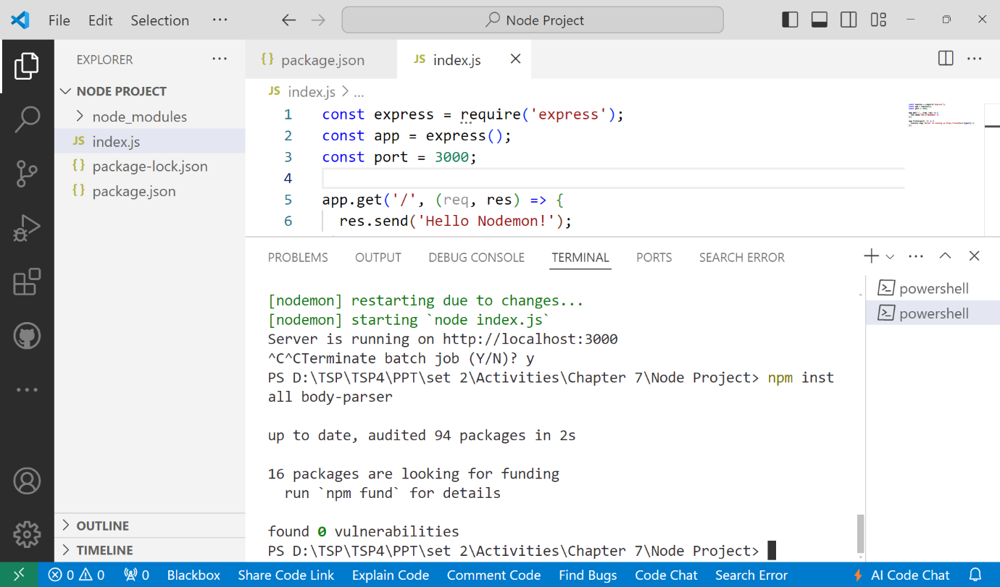 File Edit Selection ···
Node Project
EXPLORER ···
NODE PROJECT
node_modules
JS index.js
{} package-lock.json
{} package.json
OUTLINE
TIMELINE
{} package.json
JS index.js
JS index.js > ...
1 const express = require('express');
2 const app = express();
3 const port = 3000;
4
5 app.get('/', (req, res) => {
6 res.send('Hello Nodemon!');
PROBLEMS OUTPUT DEBUG CONSOLE TERMINAL PORTS SEARCH ERROR
[nodemon] restarting due to changes...
[nodemon] starting `node index.js`
Server is running on http://localhost:3000
^C^CTerminate batch job (Y/N)? y
PS D:\TSP\TSP4\PPT\set 2\Activities\Chapter 7\Node Project> npm inst
all body-parser
up to date, audited 94 packages in 2s
16 packages are looking for funding
run `npm fund` for details
found 0 vulnerabilities
PS D:\TSP\TSP4\PPT\set 2\Activities\Chapter 7\Node Project>
powershell
powershell
0 0 0 Blackbox Share Code Link Explain Code Comment Code Find Bugs Code Chat Search Error AI Code Chat